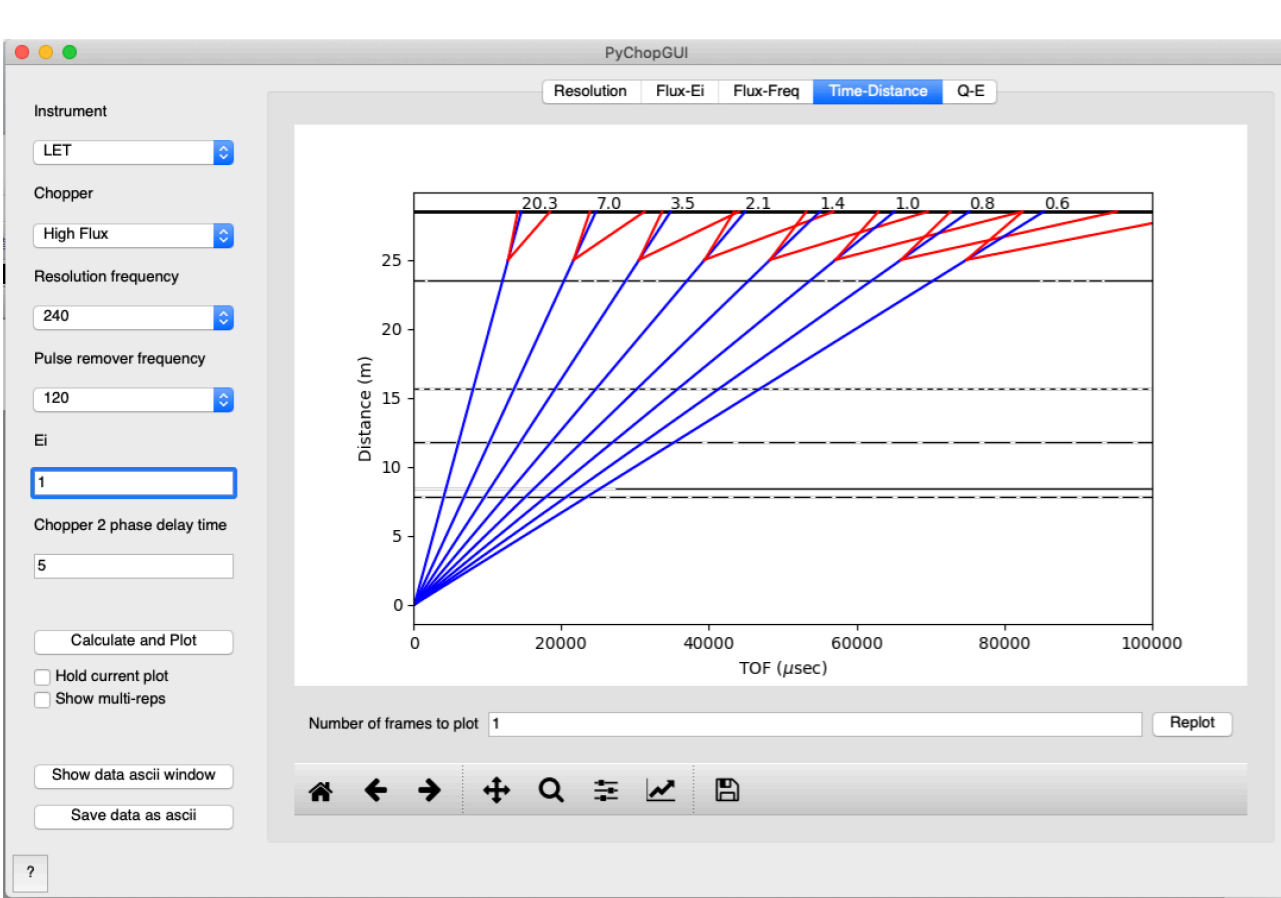 PyChopGUI
Resolution Flux-Ei Flux-Freq Time-Distance Q-E
Instrument
LET
Chopper
High Flux
Resolution frequency
240
Pulse remover frequency
120
Ei
1
Chopper 2 phase delay time
5
Calculate and Plot
Hold current plot
Show multi-reps
Show data ascii window
Save data as ascii
?
20.3 7.0 3.5 2.1 1.4 1.0 0.8 0.6
25
20
15
10
5
0
Distance (m)
0 20000 40000 60000 80000 100000
TOF (μsec)
Number of frames to plot 1 Replot